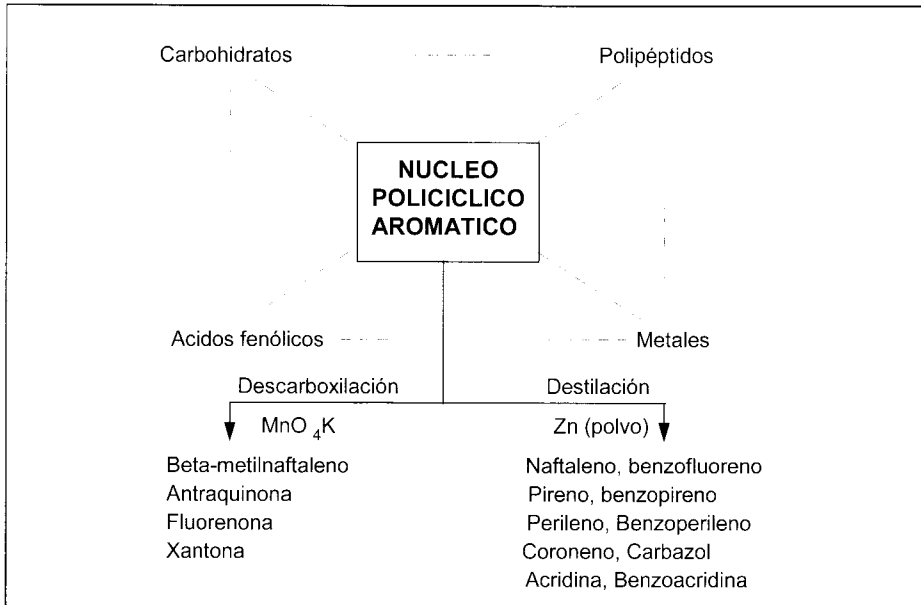 Carbohidratos Polipéptidos
NUCLEO
POLICICLICO
AROMATICO
Acidos fenólicos Metales
Descarboxilación Destilación
MnO 4K Zn (polvo)
Beta-metilnaftaleno Naftaleno, benzofluoreno
Antraquinona Pireno, benzopireno
Fluorenona Perileno, Benzoperileno
Xantona Coroneno, Carbazol
Acridina, Benzoacridina